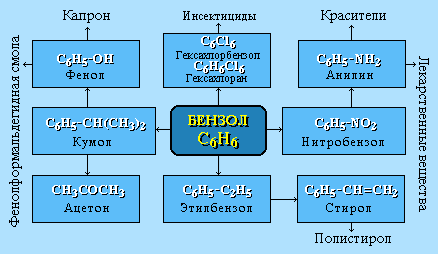 Капрон
Инсектициды
Красители
C6H5-OH
Фенол
C6Cl6
Гексахлорбензол
C6H6Cl6
Гексахлоран
C6H5-NH2
Анилин
Фенолформальдегидная смола
Лекарственные вещества
C6H5-CH(CH3)2
Кумол
БЕНЗОЛ
C6H6
C6H5-NO2
Нитробензол
CH3COCH3
Ацетон
C6H5-C2H5
Этилбензол
C6H5-CH=CH2
Стирол
Полистирол